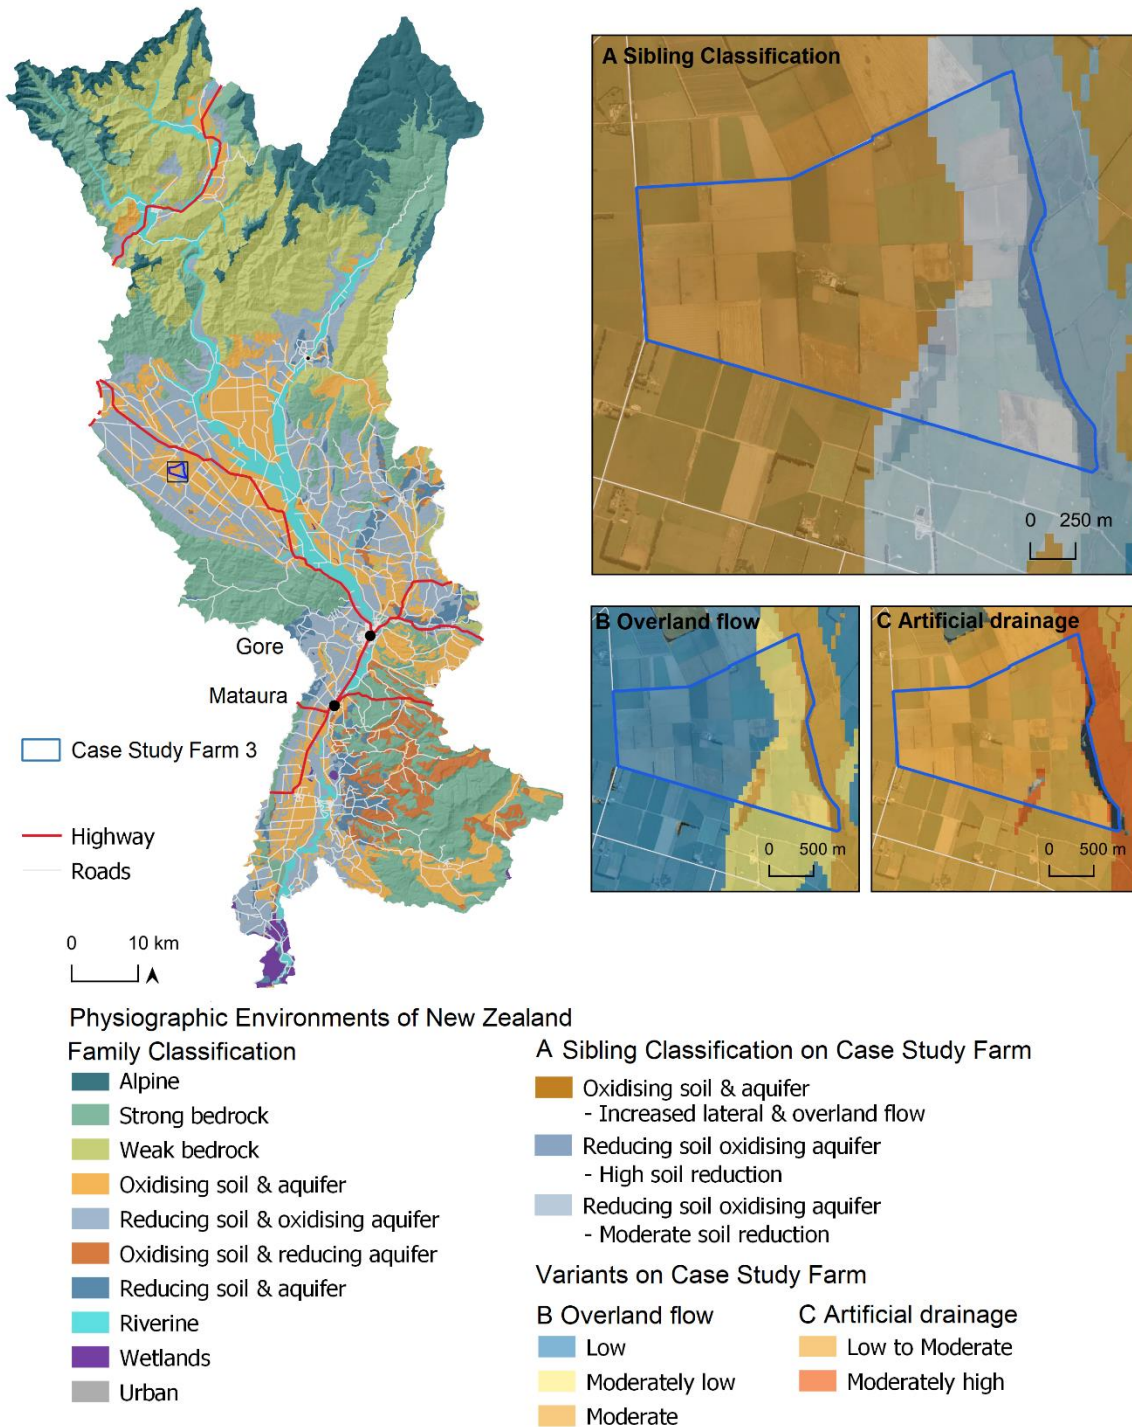 A Sibling Classification
0 250 m
B Overland flow
0 500 m
C Artificial drainage
0 500 m
Gore
Mataura
Case Study Farm 3
Highway
Roads
0 10 km
Physiographic Environments of New Zealand
Family Classification
Alpine
Strong bedrock
Weak bedrock
Oxidising soil & aquifer
Reducing soil & oxidising aquifer
Oxidising soil & reducing aquifer
Reducing soil & aquifer
Riverine
Wetlands
Urban
A Sibling Classification on Case Study Farm
Oxidising soil & aquifer
- Increased lateral & overland flow
Reducing soil oxidising aquifer
- High soil reduction
Reducing soil oxidising aquifer
- Moderate soil reduction
Variants on Case Study Farm
B Overland flow
Low
Moderately low
Moderate
C Artificial drainage
Low to Moderate
Moderately high